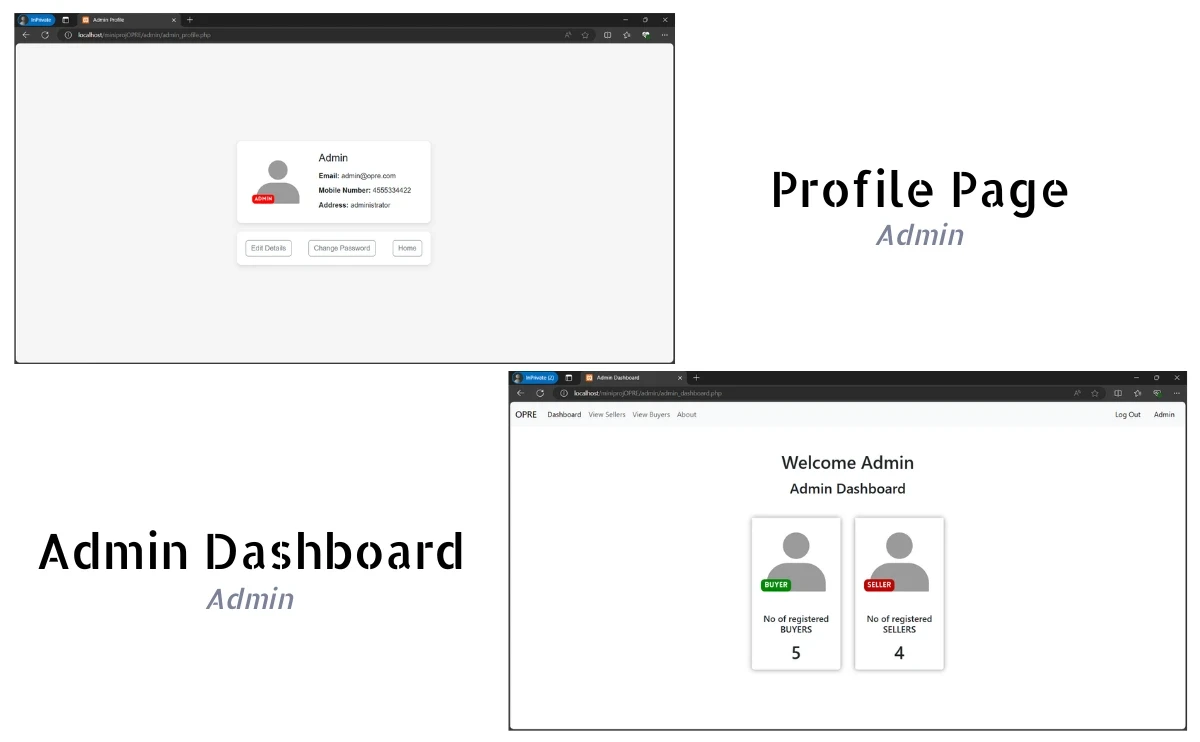 InPrivate
Admin Profile
localhost/miniprojOPRE/admin/admin_profile.php
Admin
Email: admin@opre.com
Mobile Number: 4555334422
Address: administrator
ADMIN
Edit Details Change Password Home
Profile Page
Admin
InPrivate (2)
Admin Dashboard
localhost/miniprojOPRE/admin/admin_dashboard.php
OPRE Dashboard View Sellers View Buyers About Log Out Admin
Welcome Admin
Admin Dashboard
BUYER SELLER
No of registered BUYERS
5
No of registered SELLERS
4
Admin Dashboard
Admin